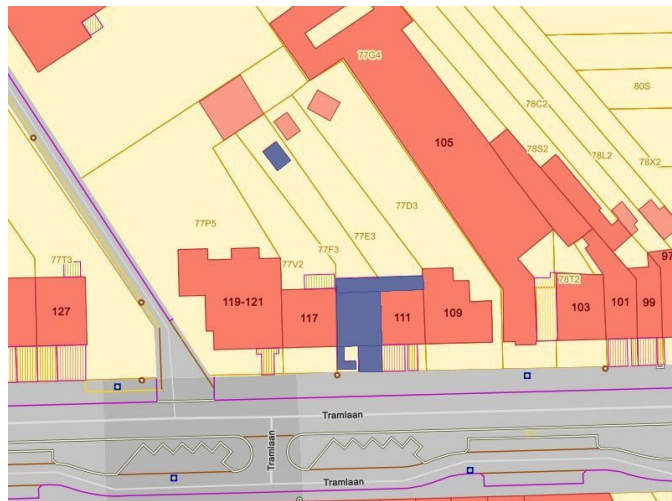 77G4
80S
78C2
105
78S2
78L2
78X2
77D3
77P5
77E3
77F3
77V2
77T3
78T2
97
127
119-121
117
111
109
103
101
99
Tramlaan
Tramlaan
Tramlaan